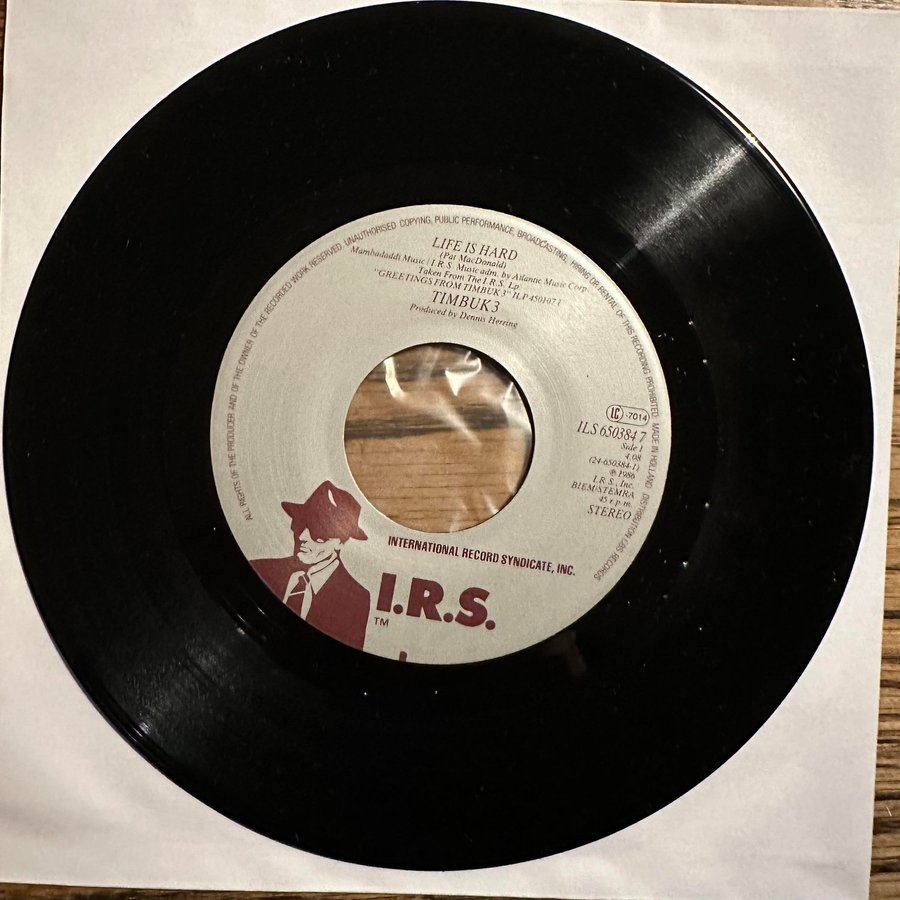 ALL RIGHTS OF THE PRODUCER AND OF THE OWNER OF THE RECORDED WORK RESERVED. UNAUTHORISED COPYING, PUBLIC PERFORMANCE, BROADCASTING, HIRING OR RENTAL OF THIS RECORDING PROHIBITED. MADE IN HOLLAND. DISTRIBUTION CBS RECORDS
LIFE IS HARD
(Pat MacDonald)
Mambadaddi Music / I.R.S. Music adm. by Atlantic Music Corp.
Taken From The I.R.S. Lp
"GREETINGS FROM TIMBUK 3" ILP 450107 1
TIMBUK 3
Produced by Dennis Herring
LC-7014
ILS 650384 7
Side 1
4.08
(24-650384-1)
℗ 1986
I.R.S., Inc.
BIEM/STEMRA
45 r.p.m.
STEREO
INTERNATIONAL RECORD SYNDICATE, INC.
I.R.S.
TM